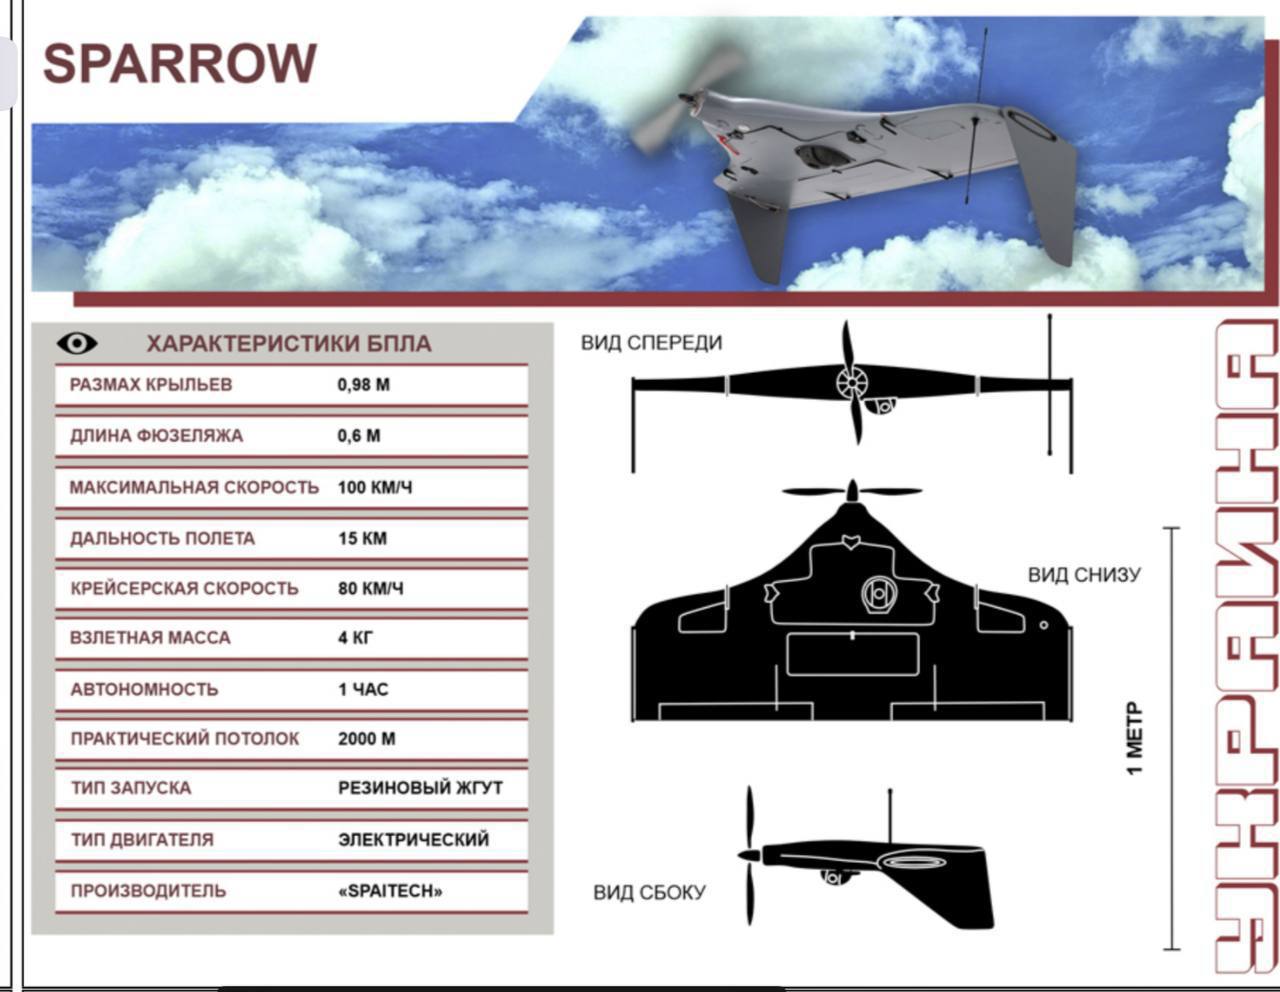 SPARROW
ХАРАКТЕРИСТИКИ БПЛА
РАЗМАХ КРЫЛЬЕВ 0,98 М
ДЛИНА ФЮЗЕЛЯЖА 0,6 М
МАКСИМАЛЬНАЯ СКОРОСТЬ 100 КМ/Ч
ДАЛЬНОСТЬ ПОЛЕТА 15 КМ
КРЕЙСЕРСКАЯ СКОРОСТЬ 80 КМ/Ч
ВЗЛЕТНАЯ МАССА 4 КГ
АВТОНОМНОСТЬ 1 ЧАС
ПРАКТИЧЕСКИЙ ПОТОЛОК 2000 М
ТИП ЗАПУСКА РЕЗИНОВЫЙ ЖГУТ
ТИП ДВИГАТЕЛЯ ЭЛЕКТРИЧЕСКИЙ
ПРОИЗВОДИТЕЛЬ «SPAITECH»
ВИД СПЕРЕДИ
ВИД СНИЗУ
1 МЕТР
ВИД СБОКУ
УКРАИНА